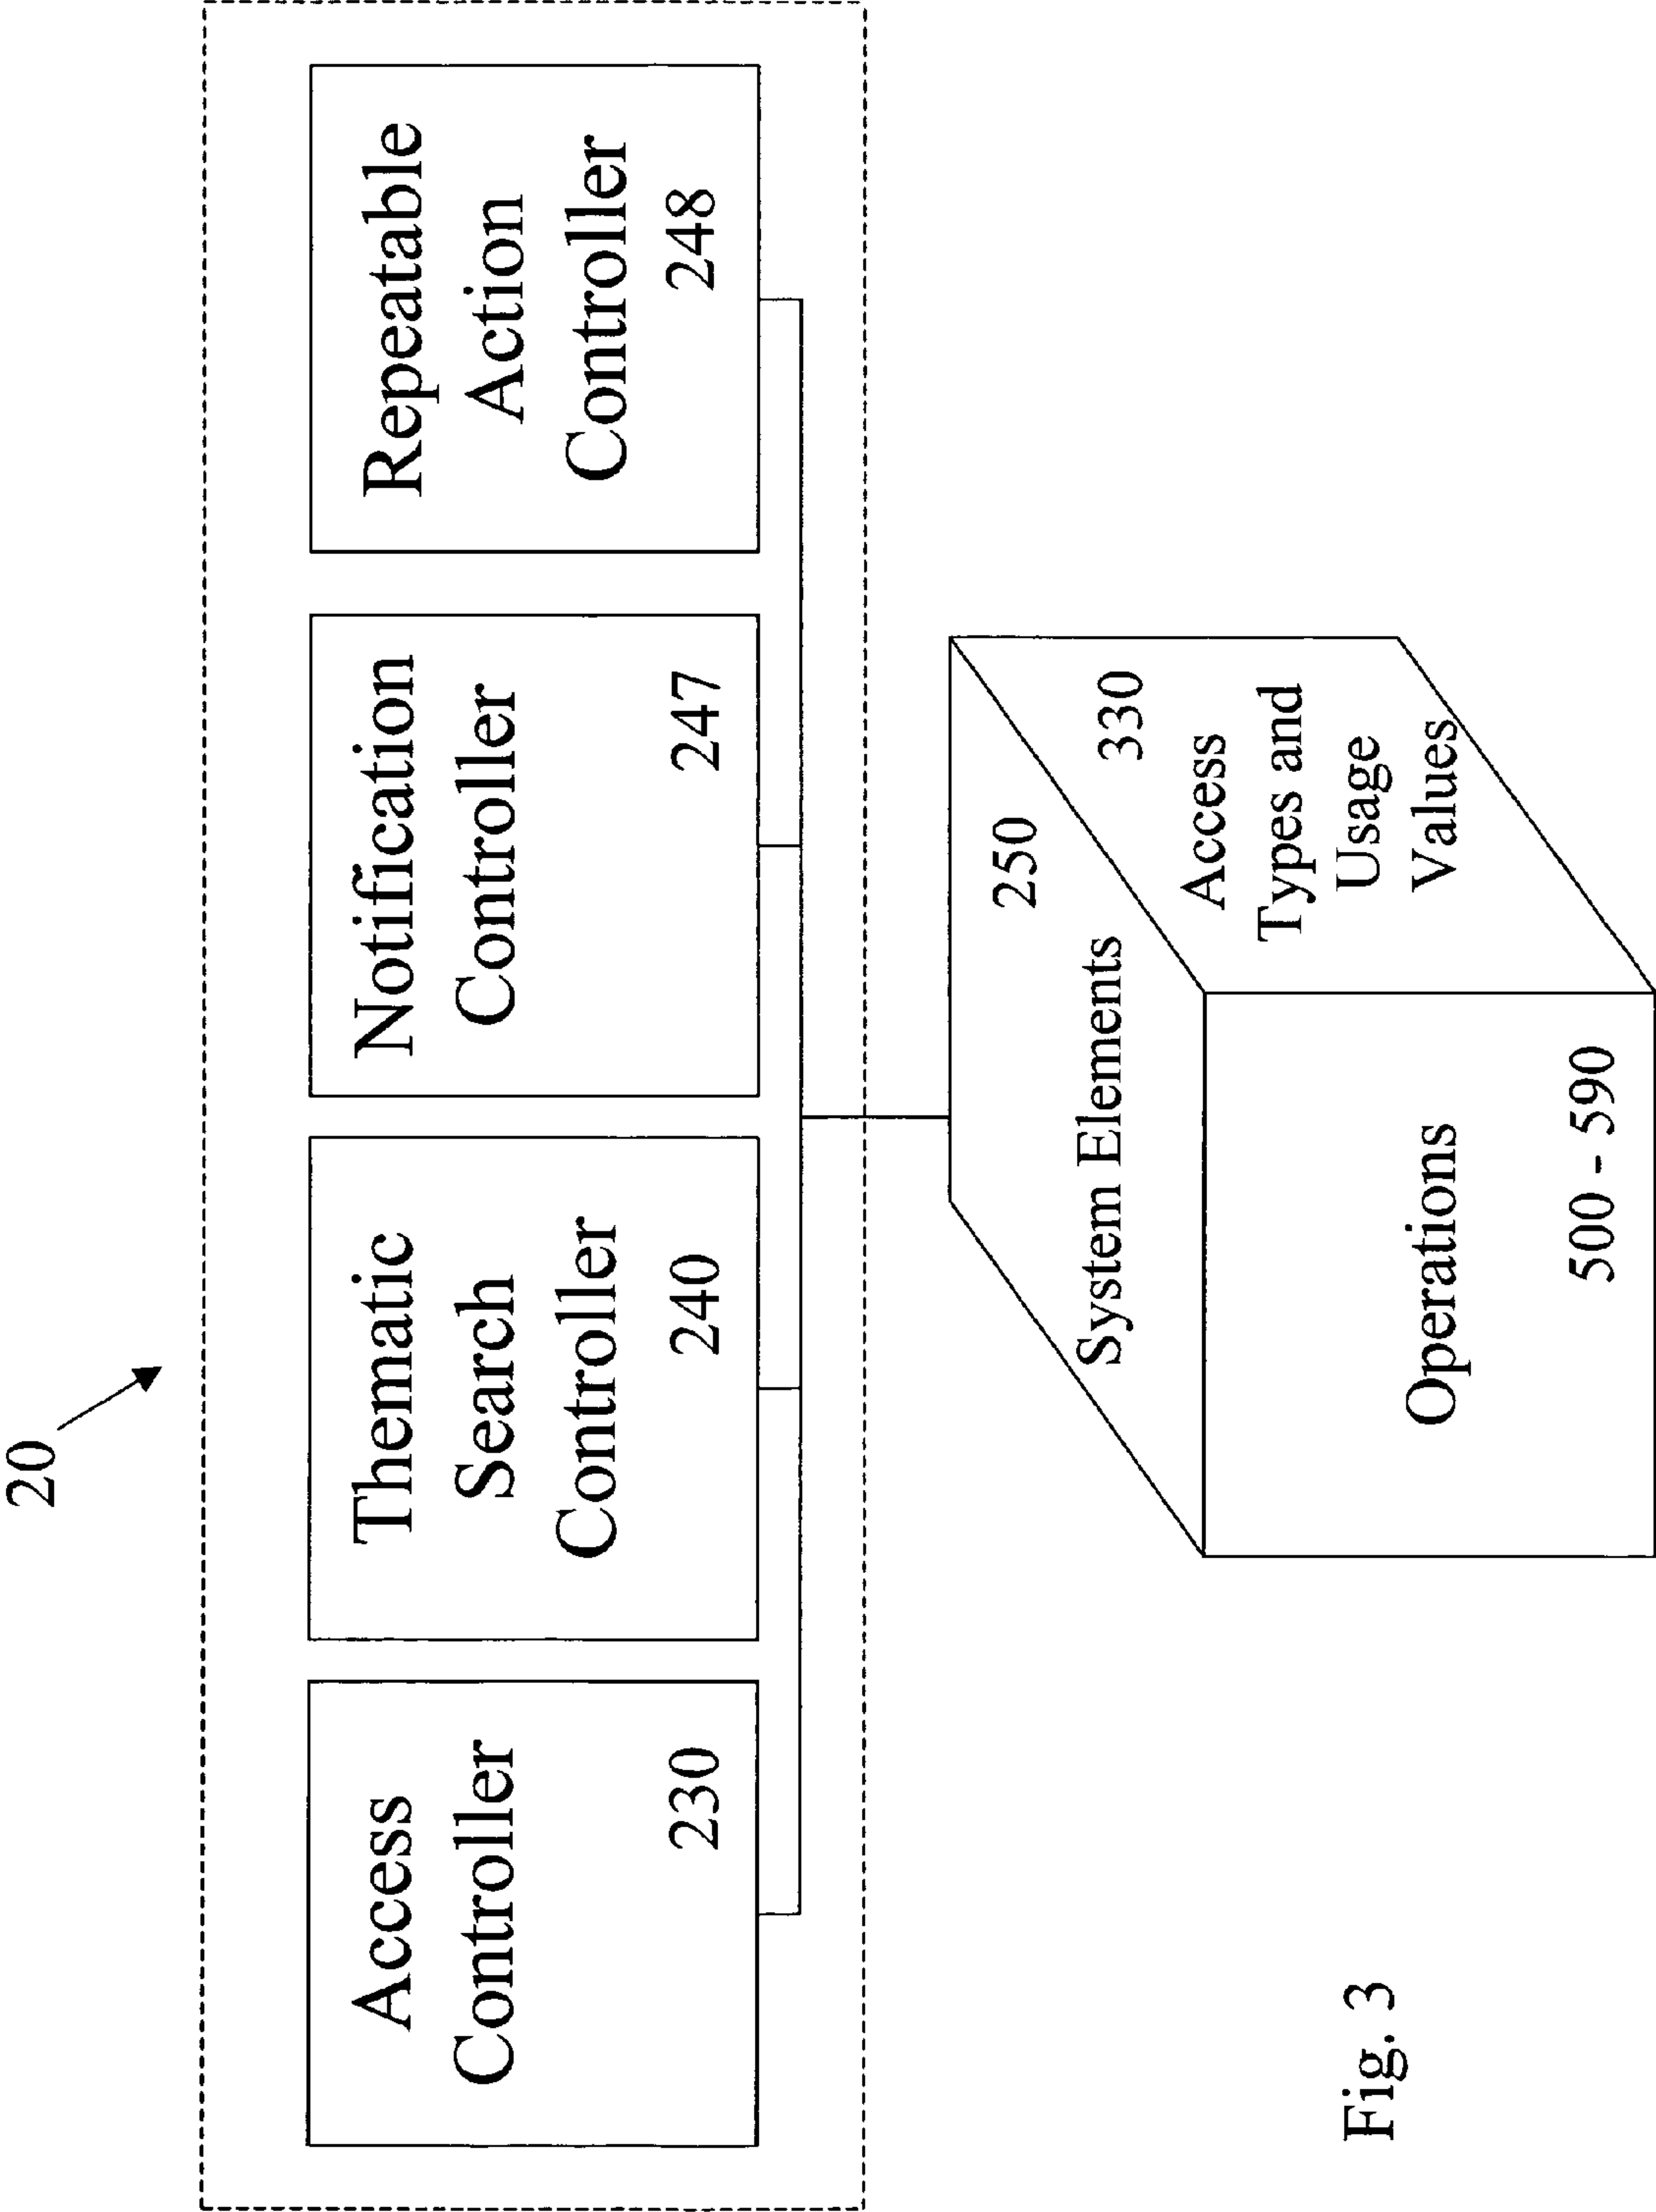 20
Access
Controller
230
Thematic
Search
Controller
240
Notification
Controller
247
Repeatable
Action
Controller
248
System Elements
250
330
Access
Types and
Usage
Values
Operations
500 - 590
Fig. 3